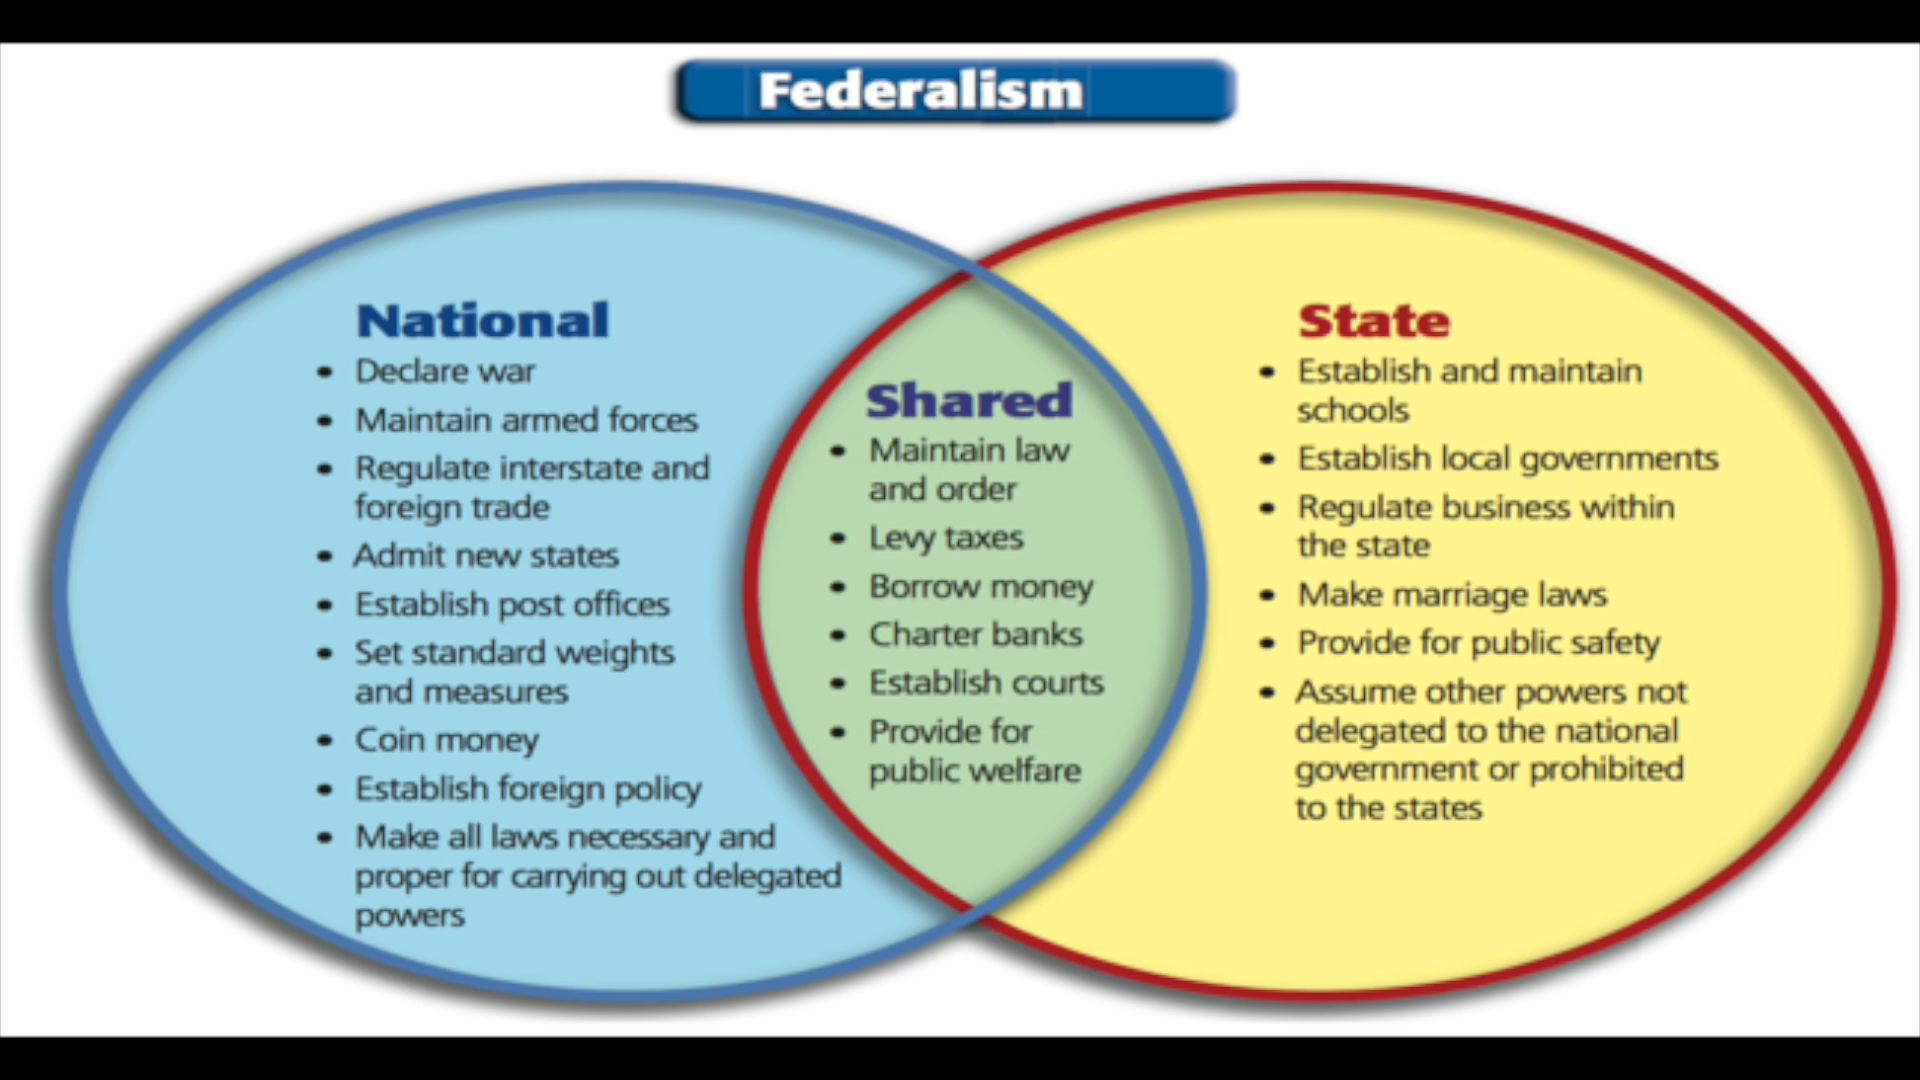 Federalism
National
• Declare war
• Maintain armed forces
• Regulate interstate and
foreign trade
• Admit new states
• Establish post offices
• Set standard weights
and measures
• Coin money
• Establish foreign policy
• Make all laws necessary and
proper for carrying out delegated
powers
Shared
• Maintain law
and order
• Levy taxes
• Borrow money
• Charter banks
• Establish courts
• Provide for
public welfare
State
• Establish and maintain
schools
• Establish local governments
• Regulate business within
the state
• Make marriage laws
• Provide for public safety
• Assume other powers not
delegated to the national
government or prohibited
to the states